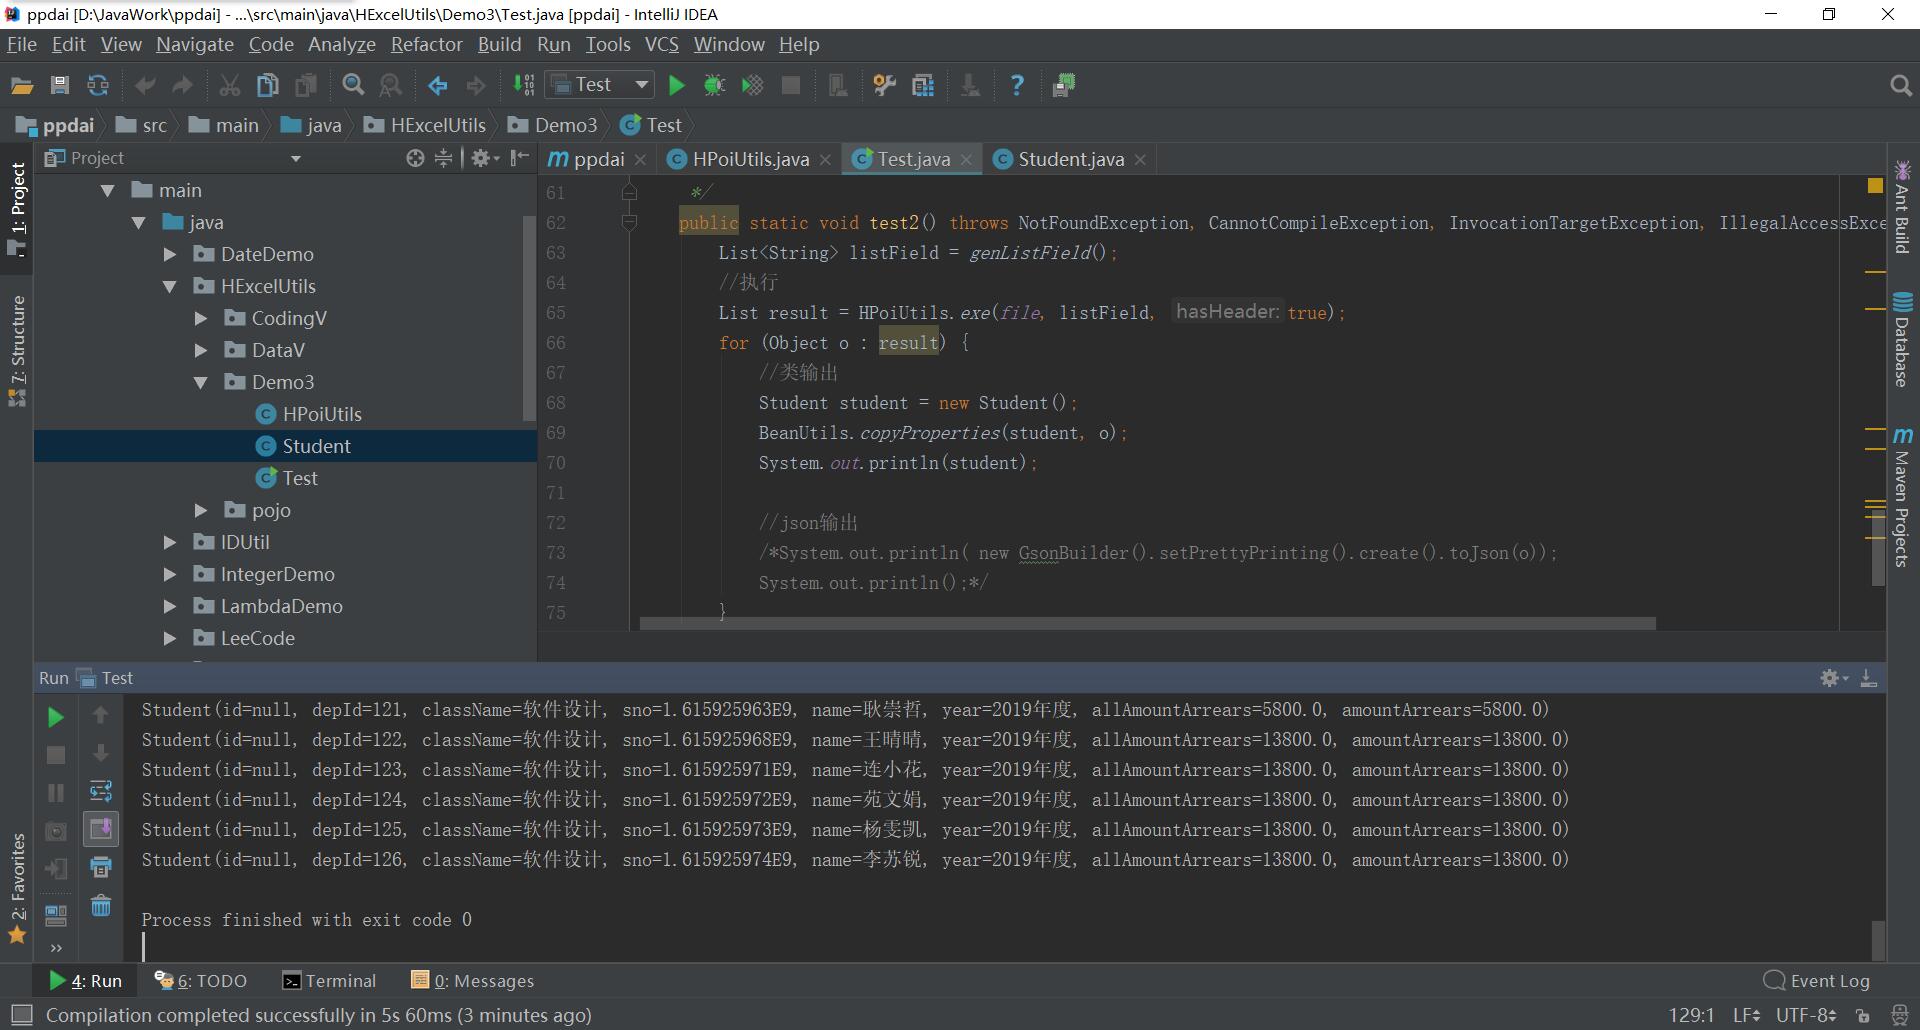 ppdai [D:\JavaWork\ppdai] - ...\src\main\java\HExcelUtils\Demo3\Test.java [ppdai] - IntelliJ IDEA
File Edit View Navigate Code Analyze Refactor Build Run Tools VCS Window Help
Test
ppdai src main java HExcelUtils Demo3 Test
Project
ppdai HPoiUtils.java Test.java Student.java
1: Project
7: Structure
2: Favorites
main
java
DateDemo
HExcelUtils
CodingV
DataV
Demo3
HPoiUtils
Student
Test
pojo
IDUtil
IntegerDemo
LambdaDemo
LeeCode
61 */
62 public static void test2() throws NotFoundException, CannotCompileException, InvocationTargetException, IllegalAccessExce
63 List<String> listField = genListField();
64 //执行
65 List result = HPoiUtils.exe(file, listField, hasHeader: true);
66 for (Object o : result) {
67 //类输出
68 Student student = new Student();
69 BeanUtils.copyProperties(student, o);
70 System.out.println(student);
71
72 //json输出
73 /*System.out.println( new GsonBuilder().setPrettyPrinting().create().toJson(o));
74 System.out.println();*/
75 }
Ant Build
Database
Maven Projects
Run Test
Student(id=null, depId=121, className=软件设计, sno=1.615925963E9, name=耿崇哲, year=2019年度, allAmountArrears=5800.0, amountArrears=5800.0)
Student(id=null, depId=122, className=软件设计, sno=1.615925968E9, name=王晴晴, year=2019年度, allAmountArrears=13800.0, amountArrears=13800.0)
Student(id=null, depId=123, className=软件设计, sno=1.615925971E9, name=连小花, year=2019年度, allAmountArrears=13800.0, amountArrears=13800.0)
Student(id=null, depId=124, className=软件设计, sno=1.615925972E9, name=苑文娟, year=2019年度, allAmountArrears=13800.0, amountArrears=13800.0)
Student(id=null, depId=125, className=软件设计, sno=1.615925973E9, name=杨雯凯, year=2019年度, allAmountArrears=13800.0, amountArrears=13800.0)
Student(id=null, depId=126, className=软件设计, sno=1.615925974E9, name=李苏锐, year=2019年度, allAmountArrears=13800.0, amountArrears=13800.0)
Process finished with exit code 0
4: Run 6: TODO Terminal 0: Messages Event Log
Compilation completed successfully in 5s 60ms (3 minutes ago) 129:1 LF UTF-8